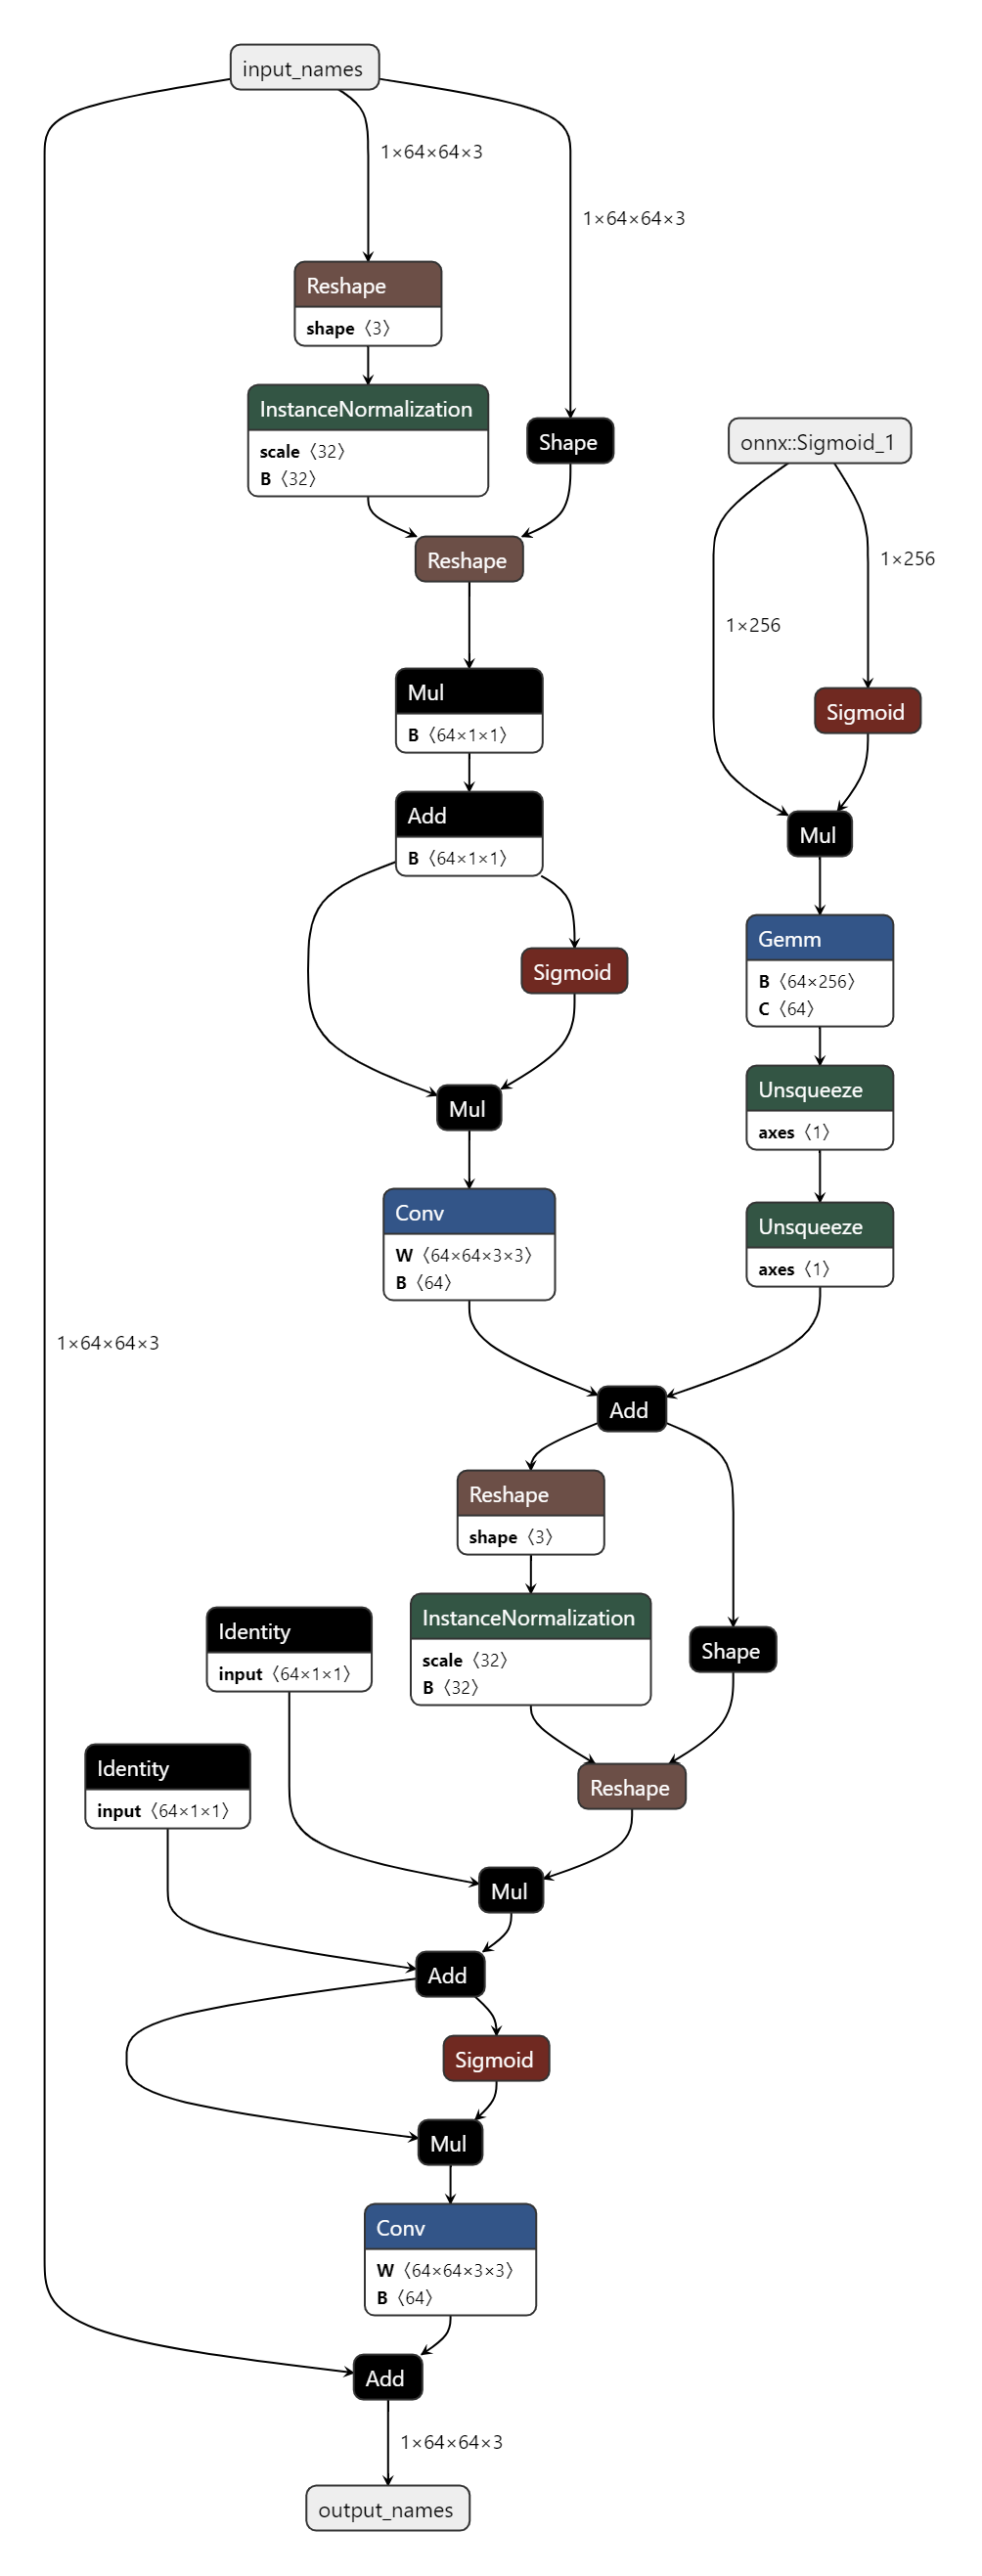 input_names
1×64×64×3
1×64×64×3
Reshape
shape 〈3〉
InstanceNormalization
scale 〈32〉
B 〈32〉
Shape
onnx::Sigmoid_1
Reshape
1×256
1×256
Mul
B 〈64×1×1〉
Sigmoid
Add
B 〈64×1×1〉
Mul
Sigmoid
Gemm
B 〈64×256〉
C 〈64〉
Mul
Unsqueeze
axes 〈1〉
Conv
W 〈64×64×3×3〉
B 〈64〉
Unsqueeze
axes 〈1〉
1×64×64×3
Add
Reshape
shape 〈3〉
Identity
input 〈64×1×1〉
InstanceNormalization
scale 〈32〉
B 〈32〉
Shape
Identity
input 〈64×1×1〉
Reshape
Mul
Add
Sigmoid
Mul
Conv
W 〈64×64×3×3〉
B 〈64〉
Add
1×64×64×3
output_names